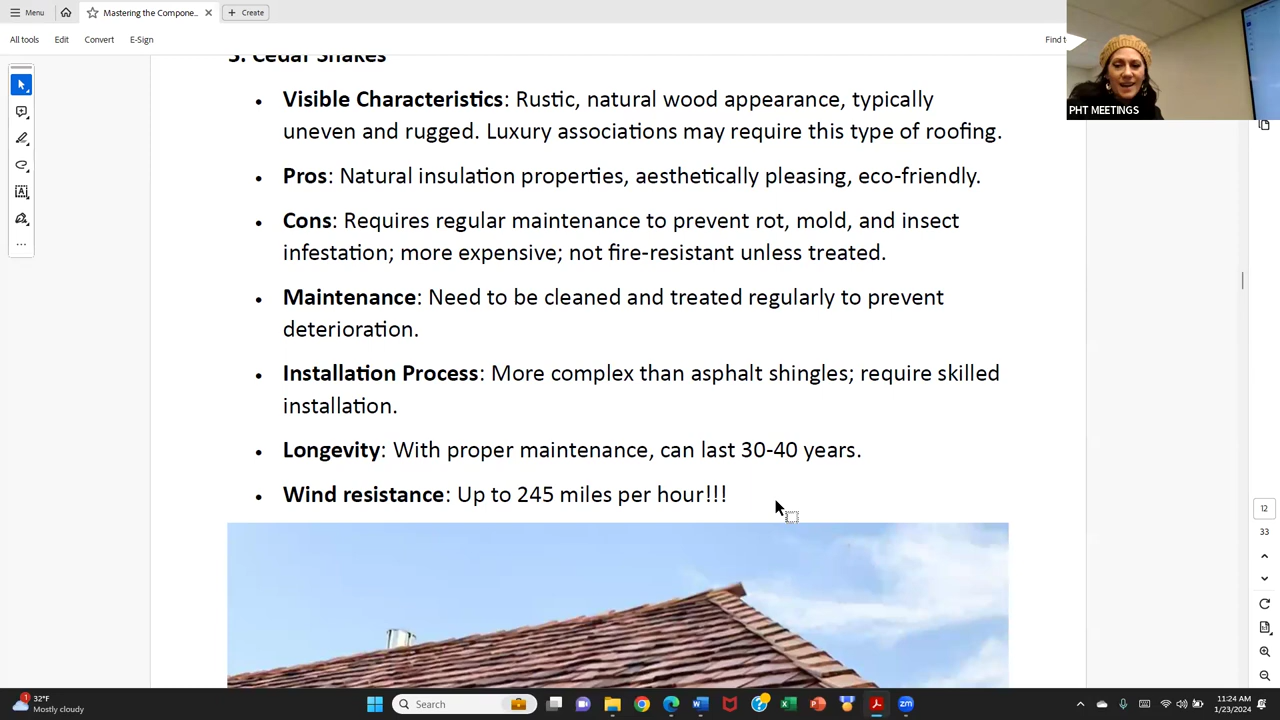 Menu
Mastering the Compone...
Create
All tools
Edit
Convert
E-Sign
Find t
PHT MEETINGS
3. Cedar Shakes
• Visible Characteristics: Rustic, natural wood appearance, typically
uneven and rugged. Luxury associations may require this type of roofing.
• Pros: Natural insulation properties, aesthetically pleasing, eco-friendly.
• Cons: Requires regular maintenance to prevent rot, mold, and insect
infestation; more expensive; not fire-resistant unless treated.
• Maintenance: Need to be cleaned and treated regularly to prevent
deterioration.
• Installation Process: More complex than asphalt shingles; require skilled
installation.
• Longevity: With proper maintenance, can last 30-40 years.
• Wind resistance: Up to 245 miles per hour!!!
12
33
1
32°F
Mostly cloudy
Search
11:24 AM
1/23/2024